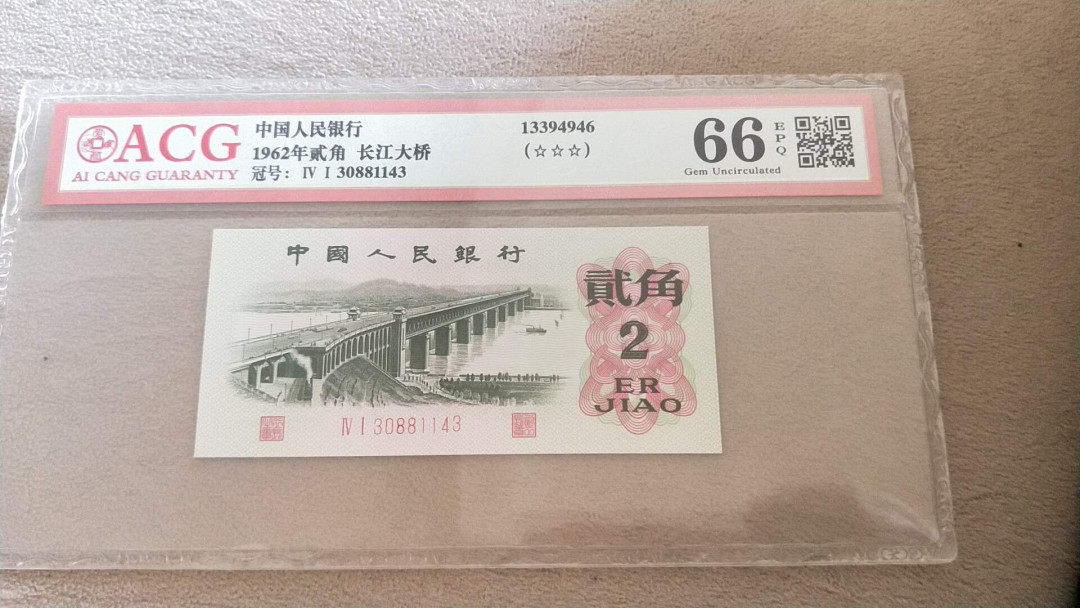 ACG
AI CANG GUARANTY
中国人民银行
1962年贰角 长江大桥
冠号: Ⅳ Ⅰ 30881143
13394946
(☆☆☆)
66
EPQ
Gem Uncirculated
中國人民銀行
貳角
2
ER
JIAO
Ⅳ Ⅰ 30881143